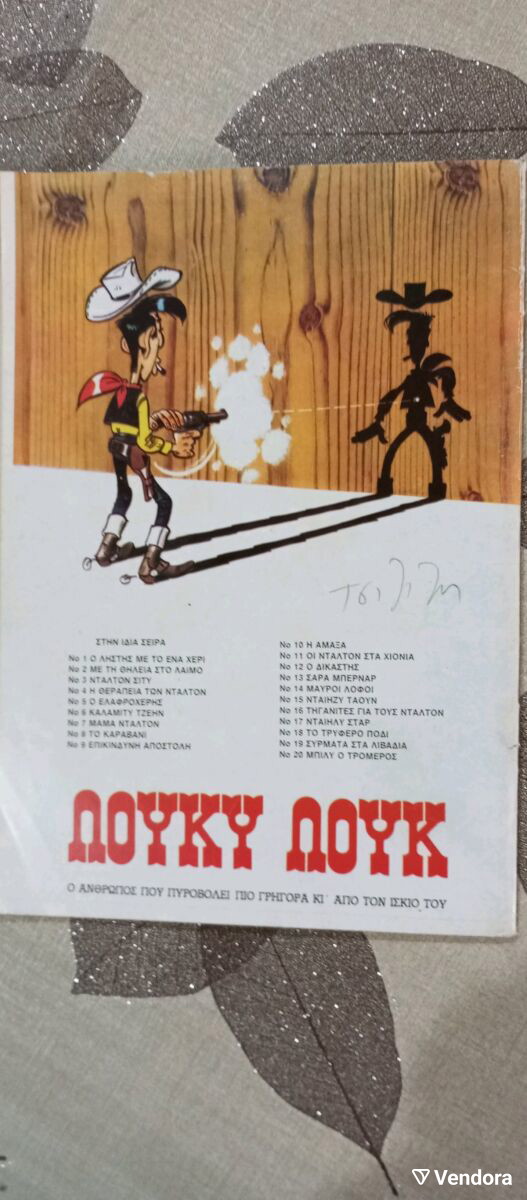 τσιλιλη
ΣΤΗΝ ΙΔΙΑ ΣΕΙΡΑ
Νο 1 Ο ΛΗΣΤΗΣ ΜΕ ΤΟ ΕΝΑ ΧΕΡΙ
Νο 2 ΜΕ ΤΗ ΘΗΛΕΙΑ ΣΤΟ ΛΑΙΜΟ
Νο 3 ΝΤΑΛΤΟΝ ΣΙΤΥ
Νο 4 Η ΘΕΡΑΠΕΙΑ ΤΩΝ ΝΤΑΛΤΟΝ
Νο 5 Ο ΕΛΑΦΡΟΧΕΡΗΣ
Νο 6 ΚΑΛΑΜΙΤΥ ΤΖΕΗΝ
Νο 7 ΜΑΜΑ ΝΤΑΛΤΟΝ
Νο 8 ΤΟ ΚΑΡΑΒΑΝΙ
Νο 9 ΕΠΙΚΙΝΔΥΝΗ ΑΠΟΣΤΟΛΗ
Νο 10 Η ΑΜΑΞΑ
Νο 11 ΟΙ ΝΤΑΛΤΟΝ ΣΤΑ ΧΙΟΝΙΑ
Νο 12 Ο ΔΙΚΑΣΤΗΣ
Νο 13 ΣΑΡΑ ΜΠΕΡΝΑΡ
Νο 14 ΜΑΥΡΟΙ ΛΟΦΟΙ
Νο 15 ΝΤΑΙΗΖΥ ΤΑΟΥΝ
Νο 16 ΤΗΓΑΝΙΤΕΣ ΓΙΑ ΤΟΥΣ ΝΤΑΛΤΟΝ
Νο 17 ΝΤΑΙΗΛΥ ΣΤΑΡ
Νο 18 ΤΟ ΤΡΥΦΕΡΟ ΠΟΔΙ
Νο 19 ΣΥΡΜΑΤΑ ΣΤΑ ΛΙΒΑΔΙΑ
Νο 20 ΜΠΙΛΥ Ο ΤΡΟΜΕΡΟΣ
ΛΟΥΚΥ ΛΟΥΚ
Ο ΑΝΘΡΩΠΟΣ ΠΟΥ ΠΥΡΟΒΟΛΕΙ ΠΙΟ ΓΡΗΓΟΡΑ ΚΙ' ΑΠΟ ΤΟΝ ΙΣΚΙΟ ΤΟΥ
Vendora